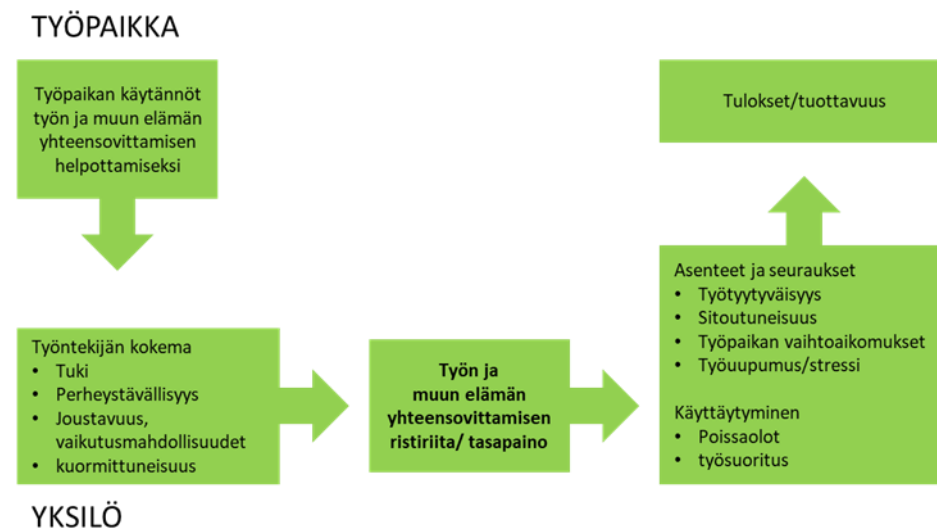 TYÖPAIKKA
Työpaikan käytännöt
työn ja muun elämän
yhteensovittamisen
helpottamiseksi
Työntekijän kokema
• Tuki
• Perheystävällisyys
• Joustavuus,
vaikutusmahdollisuudet
• kuormittuneisuus
Työn ja
muun elämän
yhteensovittamisen
ristiriita/ tasapaino
Tulokset/tuottavuus
Asenteet ja seuraukset
• Työtytyväisyys
• Sitoutuneisuus
• Työpaikan vaihtoaikomukset
• Työuupumus/stressi
Käyttäytyminen
• Poissaolot
• työsuoritus
YKSILÖ